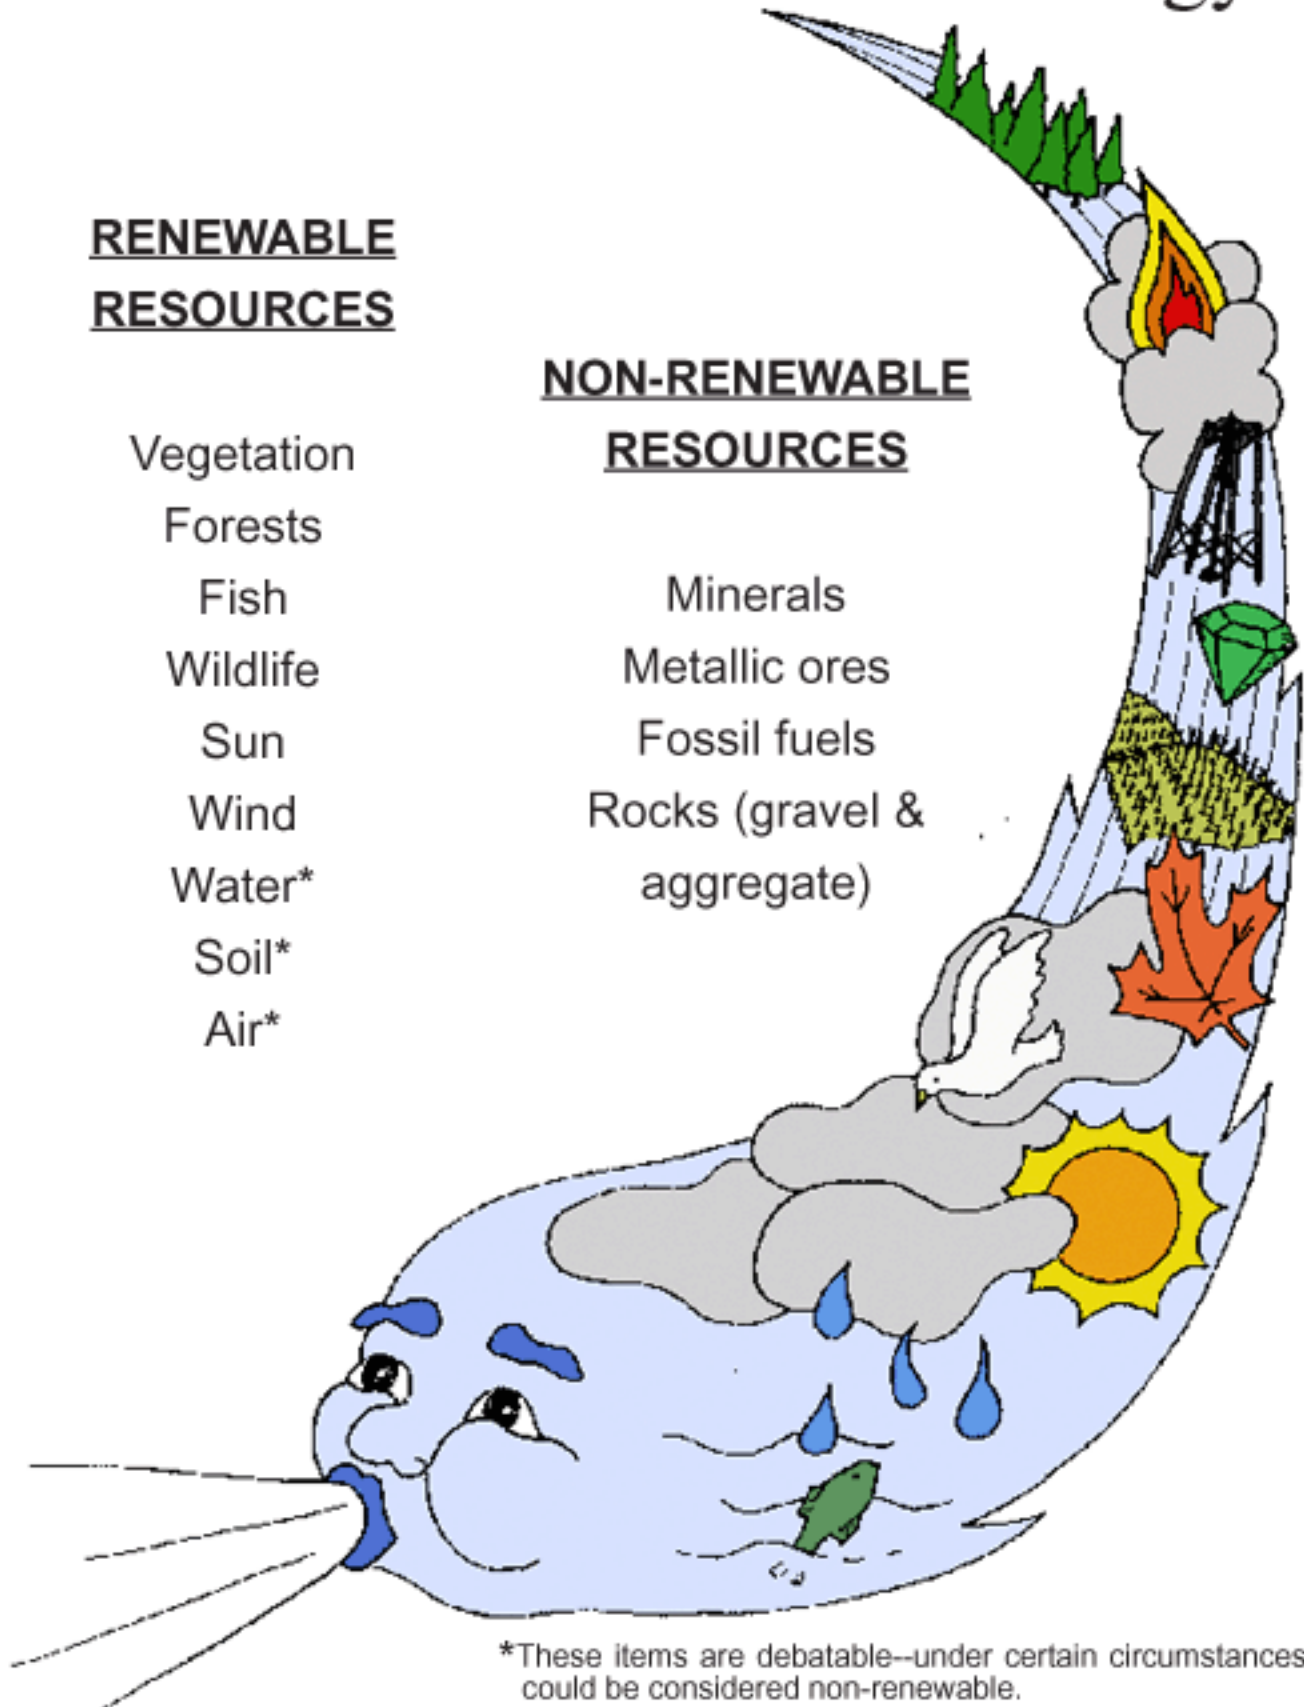 RENEWABLE
RESOURCES
Vegetation
Forests
Fish
Wildlife
Sun
Wind
Water*
Soil*
Air*
NON-RENEWABLE
RESOURCES
Minerals
Metallic ores
Fossil fuels
Rocks (gravel &
aggregate)
*These items are debatable--under certain circumstances
could be considered non-renewable.